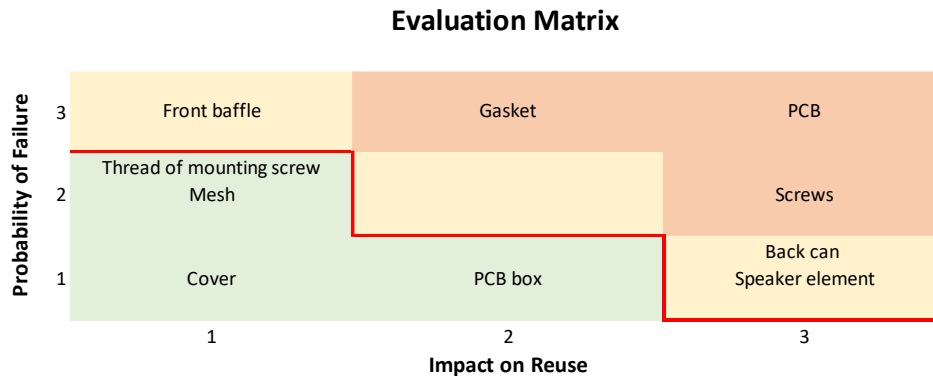 Evaluation Matrix
Probability of Failure
3
Front baffle
Gasket
PCB
2
Thread of mounting screw
Mesh
Screws
1
Cover
PCB box
Back can
Speaker element
1
2
3
Impact on Reuse